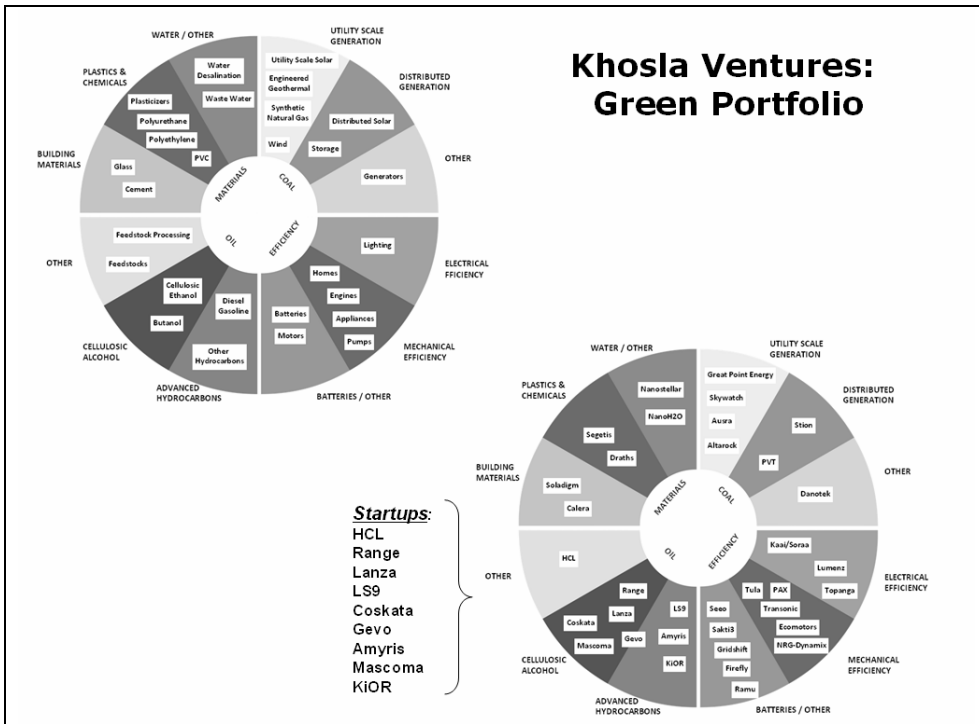 Khosla Ventures:
Green Portfolio
WATER / OTHER
UTILITY SCALE
GENERATION
PLASTICS &
CHEMICALS
DISTRIBUTED
GENERATION
BUILDING
MATERIALS
OTHER
OTHER
ELECTRICAL
FFICIENCY
CELLULOSIC
ALCOHOL
MECHANICAL
EFFICIENCY
ADVANCED
HYDROCARBONS
BATTERIES / OTHER
Water
Desalination
Waste Water
Utility Scale Solar
Engineered
Geothermal
Synthetic
Natural Gas
Wind
Distributed Solar
Storage
Generators
Plasticizers
Polyurethane
Polyethylene
PVC
Glass
Cement
MATERIALS
COAL
OIL
EFFICIENCY
Feedstock Processing
Feedstocks
Cellulosic
Ethanol
Butanol
Diesel
Gasoline
Other
Hydrocarbons
Batteries
Motors
Lighting
Homes
Engines
Appliances
Pumps
Startups:
HCL
Range
Lanza
LS9
Coskata
Gevo
Amyris
Mascoma
KiOR
WATER / OTHER
UTILITY SCALE
GENERATION
PLASTICS &
CHEMICALS
DISTRIBUTED
GENERATION
BUILDING
MATERIALS
OTHER
OTHER
ELECTRICAL
EFFICIENCY
CELLULOSIC
ALCOHOL
MECHANICAL
EFFICIENCY
ADVANCED
HYDROCARBONS
BATTERIES / OTHER
Nanostellar
NanoH2O
Great Point Energy
Skywatch
Ausra
Altarock
Stion
PVT
Danotek
Segetis
Draths
Soladigm
Calera
MATERIALS
COAL
OIL
EFFICIENCY
HCL
Range
Lanza
Coskata
Mascoma
Gevo
LS9
Amyris
KiOR
Seeo
Sakti3
Gridshift
Firefly
Ramu
Kaai/Soraa
Lumenz
Topanga
Tula
PAX
Transonic
Ecomotors
NRG-Dynamix